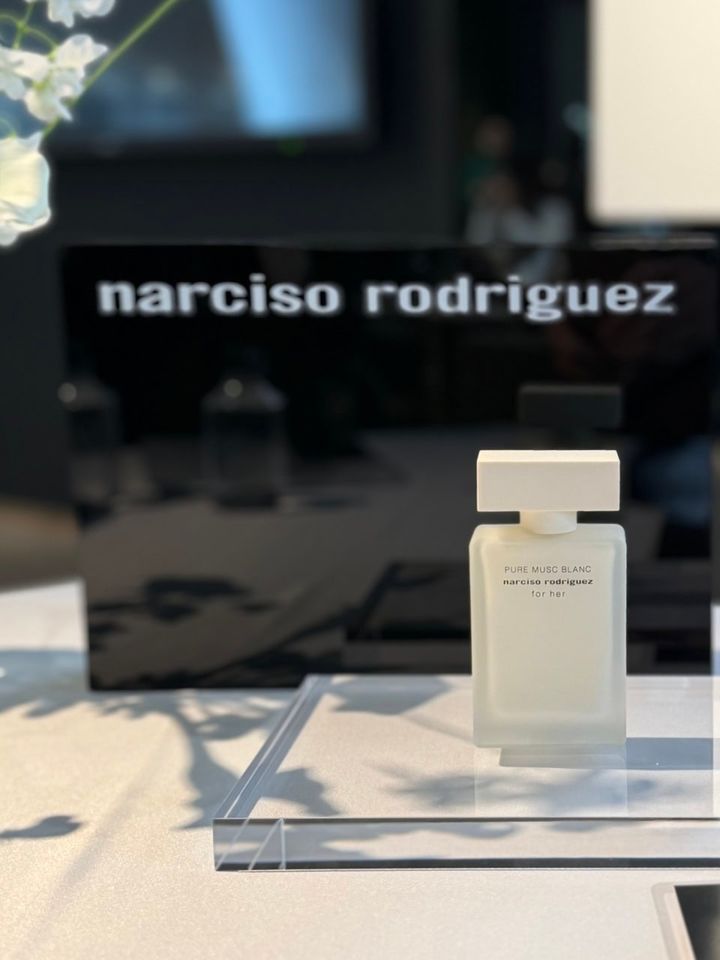 narciso rodriguez
PURE MUSC BLANC
narciso rodriguez
for her